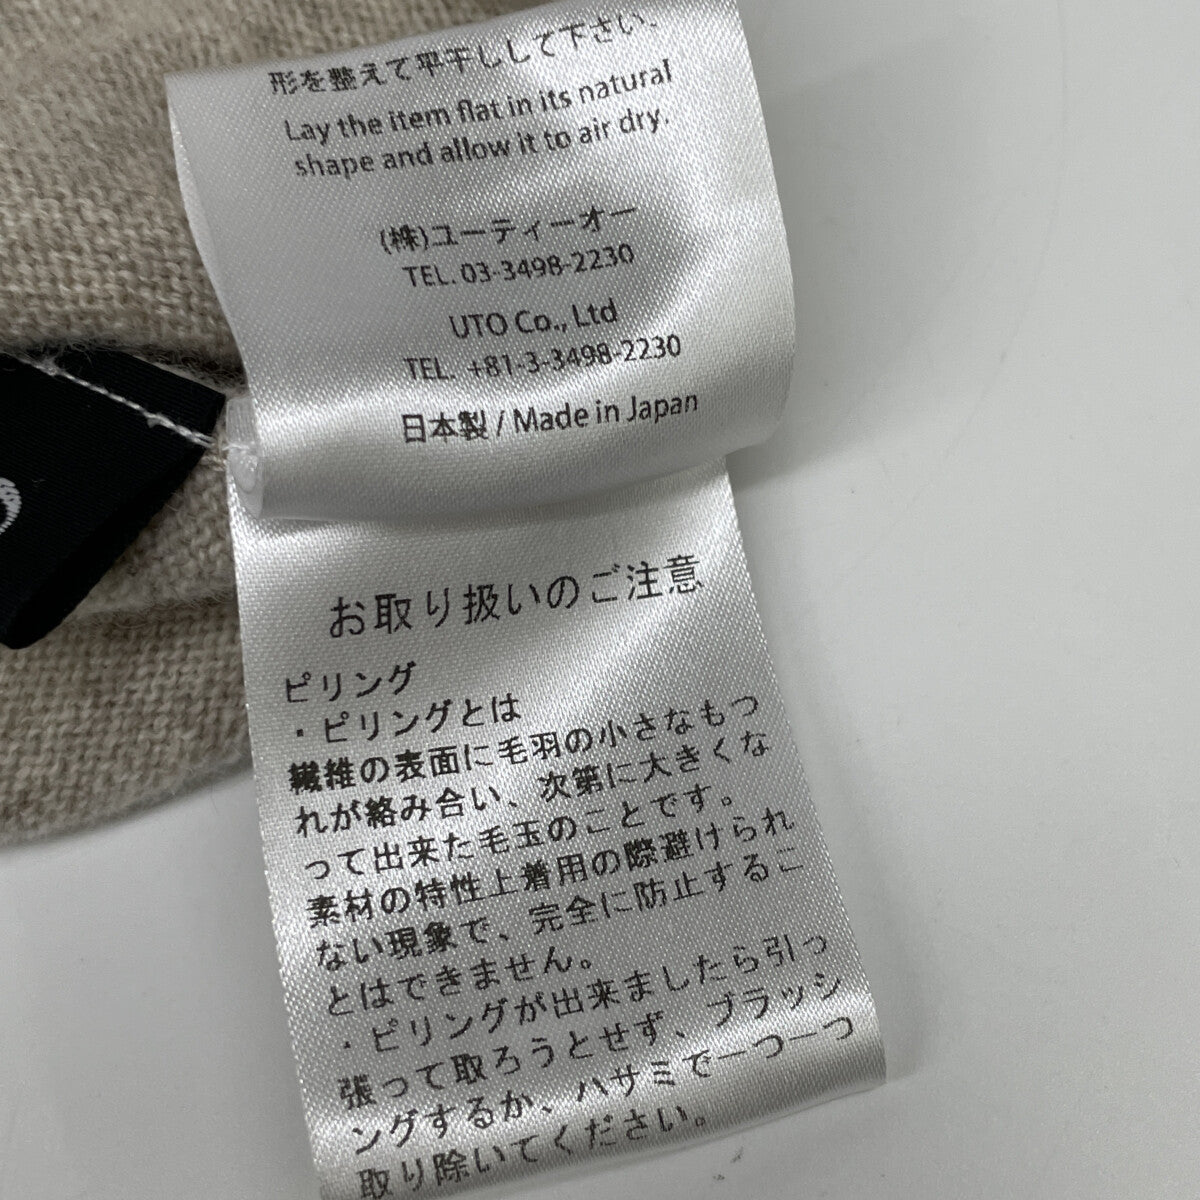 形を整えて平干しして下さい、
Lay the item flat in its natural
shape and allow it to air dry.
(株)ユーティーオー
TEL. 03-3498-2230
UTO Co., Ltd
TEL. +81-3-3498-2230
日本製 / Made in Japan
お取り扱いのご注意
ピリング
・ピリングとは
繊維の表面に毛羽の小さなもつ
れが絡み合い、次第に大きくな
って出来た毛玉のことです。
素材の特性上着用の際避けられ
ない現象で、完全に防止するこ
とはできません。
・ピリングが出来ましたら引っ
張って取ろうとせず、ブラッシ
ングするか、ハサミで一つ一つ
取り除いてください。